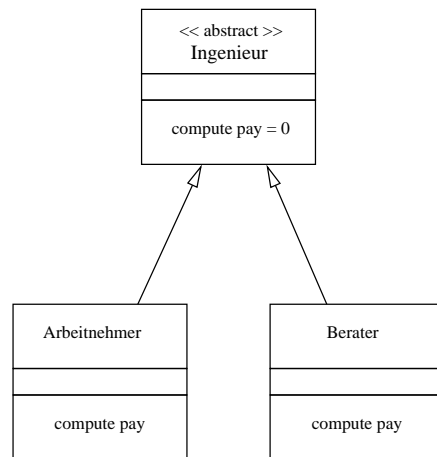 << abstract >>
Ingenieur
compute pay = 0
Arbeitnehmer
Berater
compute pay
compute pay